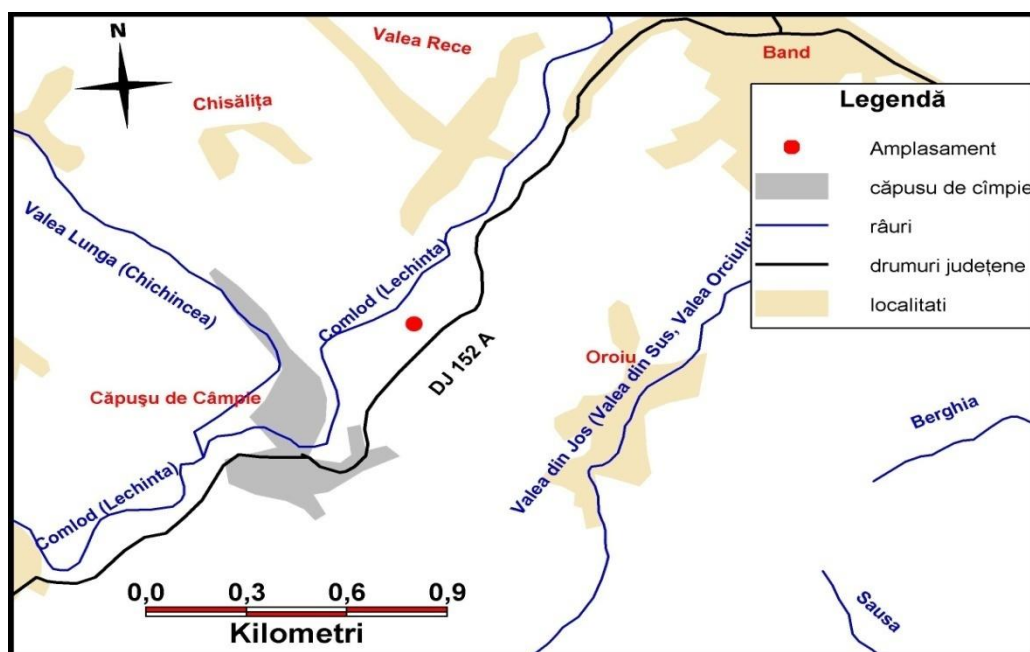 N
Valea Rece
Band
Chisălița
Legendă
Amplasament
căpusu de cîmpie
râuri
drumuri județene
localitati
Valea Lunga (Chichincea)
Comlod (Lechinta)
DJ 152 A
Oroiu
Valea din Jos (Valea din Sus, Valea Orciului
Căpuşu de Câmpie
Berghia
Comlod (Lechinta)
Sausa
0,0 0,3 0,6 0,9
Kilometri